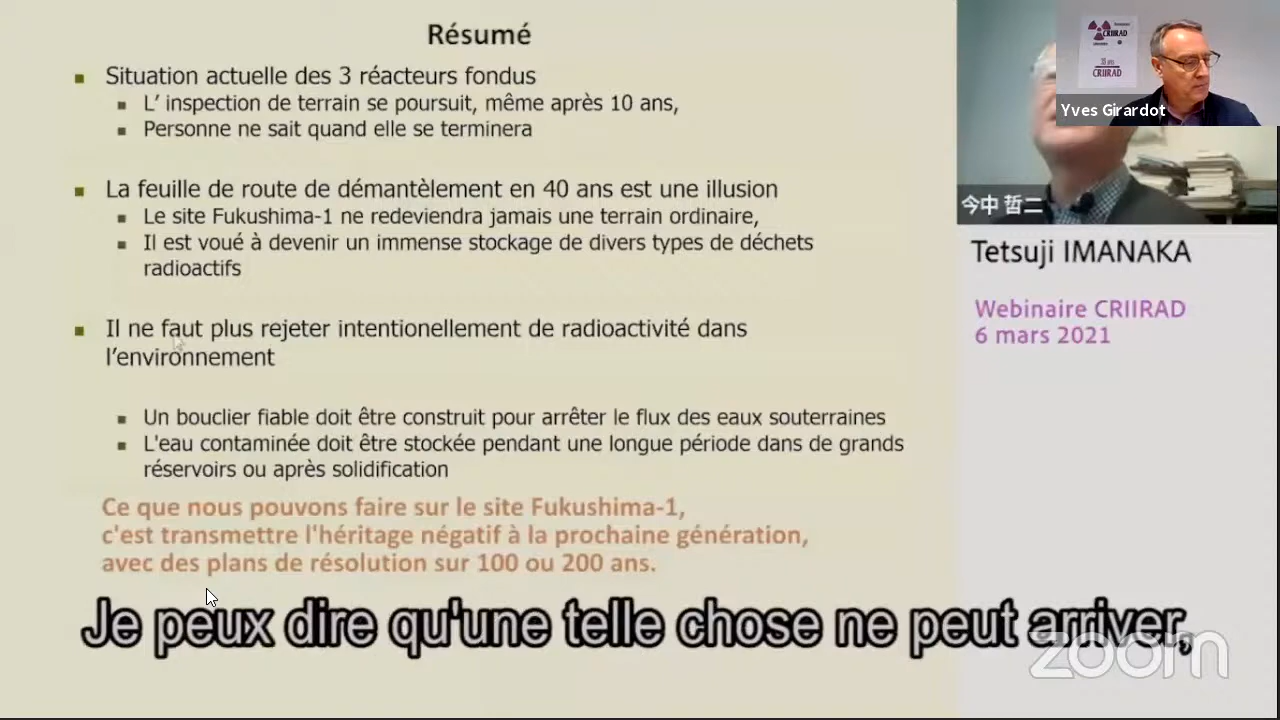 Résumé
Situation actuelle des 3 réacteurs fondus
L’ inspection de terrain se poursuit, même après 10 ans,
Personne ne sait quand elle se terminera
La feuille de route de démantèlement en 40 ans est une illusion
Le site Fukushima-1 ne redeviendra jamais une terrain ordinaire,
Il est voué à devenir un immense stockage de divers types de déchets
radioactifs
Il ne faut plus rejeter intentionellement de radioactivité dans
l’environnement
Un bouclier fiable doit être construit pour arrêter le flux des eaux souterraines
L'eau contaminée doit être stockée pendant une longue période dans de grands
réservoirs ou après solidification
Ce que nous pouvons faire sur le site Fukushima-1,
c'est transmettre l'héritage négatif à la prochaine génération,
avec des plans de résolution sur 100 ou 200 ans.
Je peux dire qu'une telle chose ne peut arriver,
zoom
CRIIRAD
CRIIRAD
Yves Girardot
今中 哲二
Tetsuji IMANAKA
Webinaire CRIIRAD
6 mars 2021